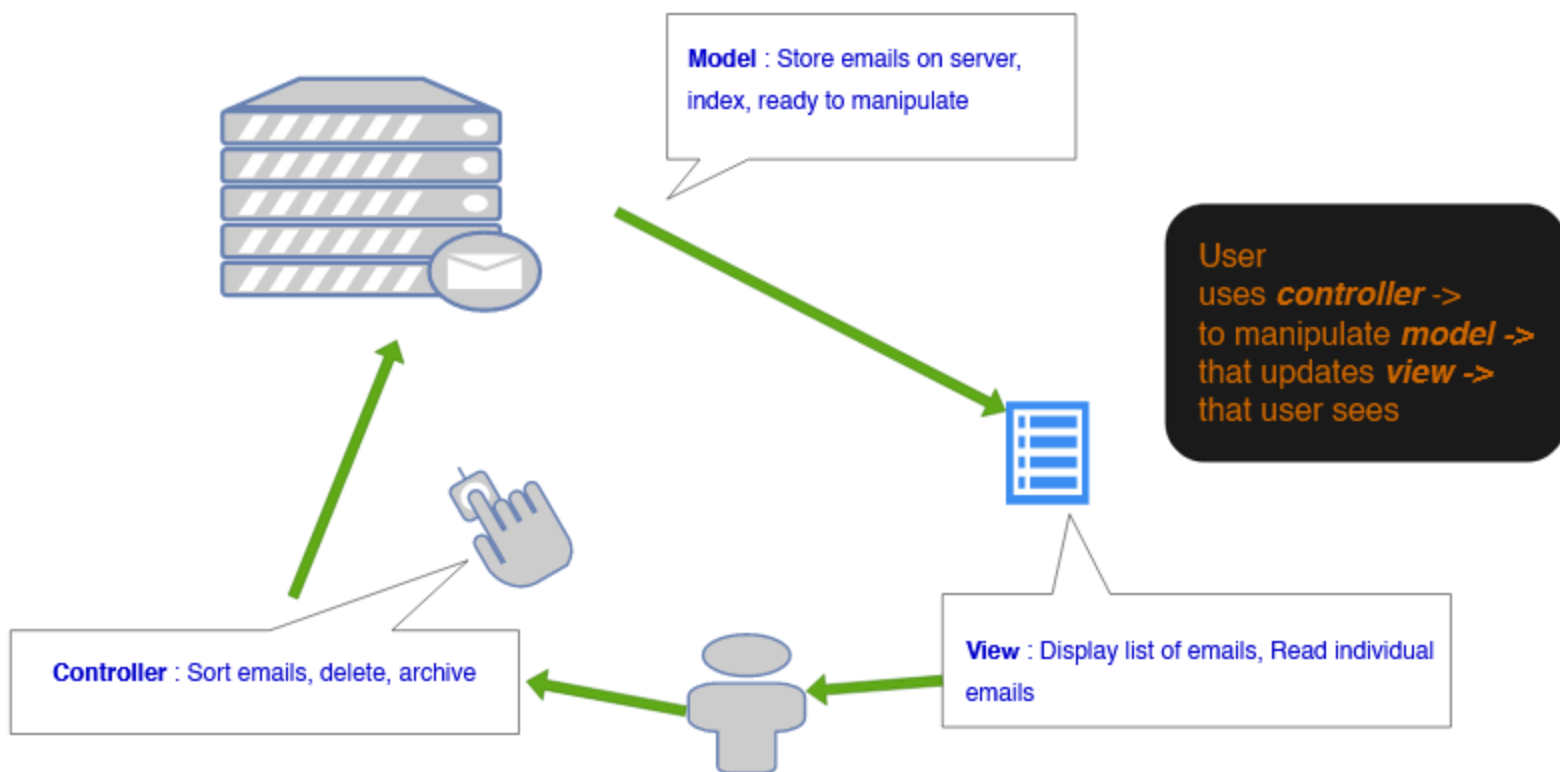 Model : Store emails on server,
index, ready to manipulate
User
uses controller ->
to manipulate model ->
that updates view ->
that user sees
Controller : Sort emails, delete, archive
View : Display list of emails, Read individual
emails